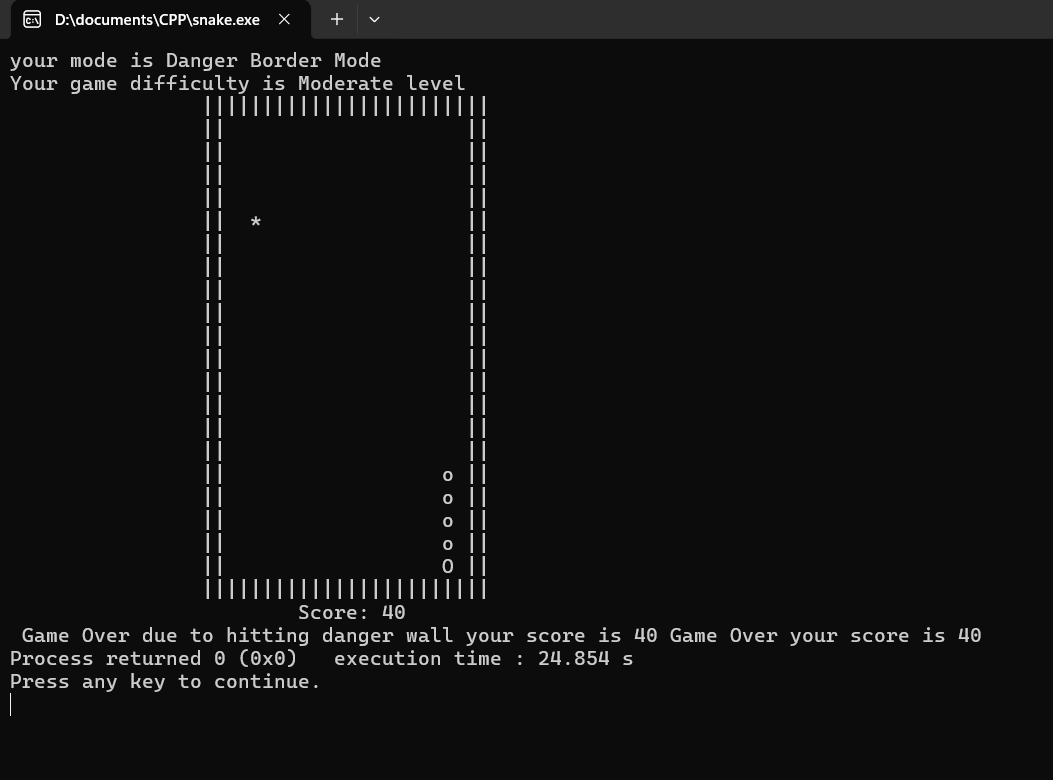 D:\documents\CPP\snake.exe
your mode is Danger Border Mode
Your game difficulty is Moderate level
*
o
o
o
o
O
Score: 40
Game Over due to hitting danger wall your score is 40 Game Over your score is 40
Process returned 0 (0x0)   execution time : 24.854 s
Press any key to continue.